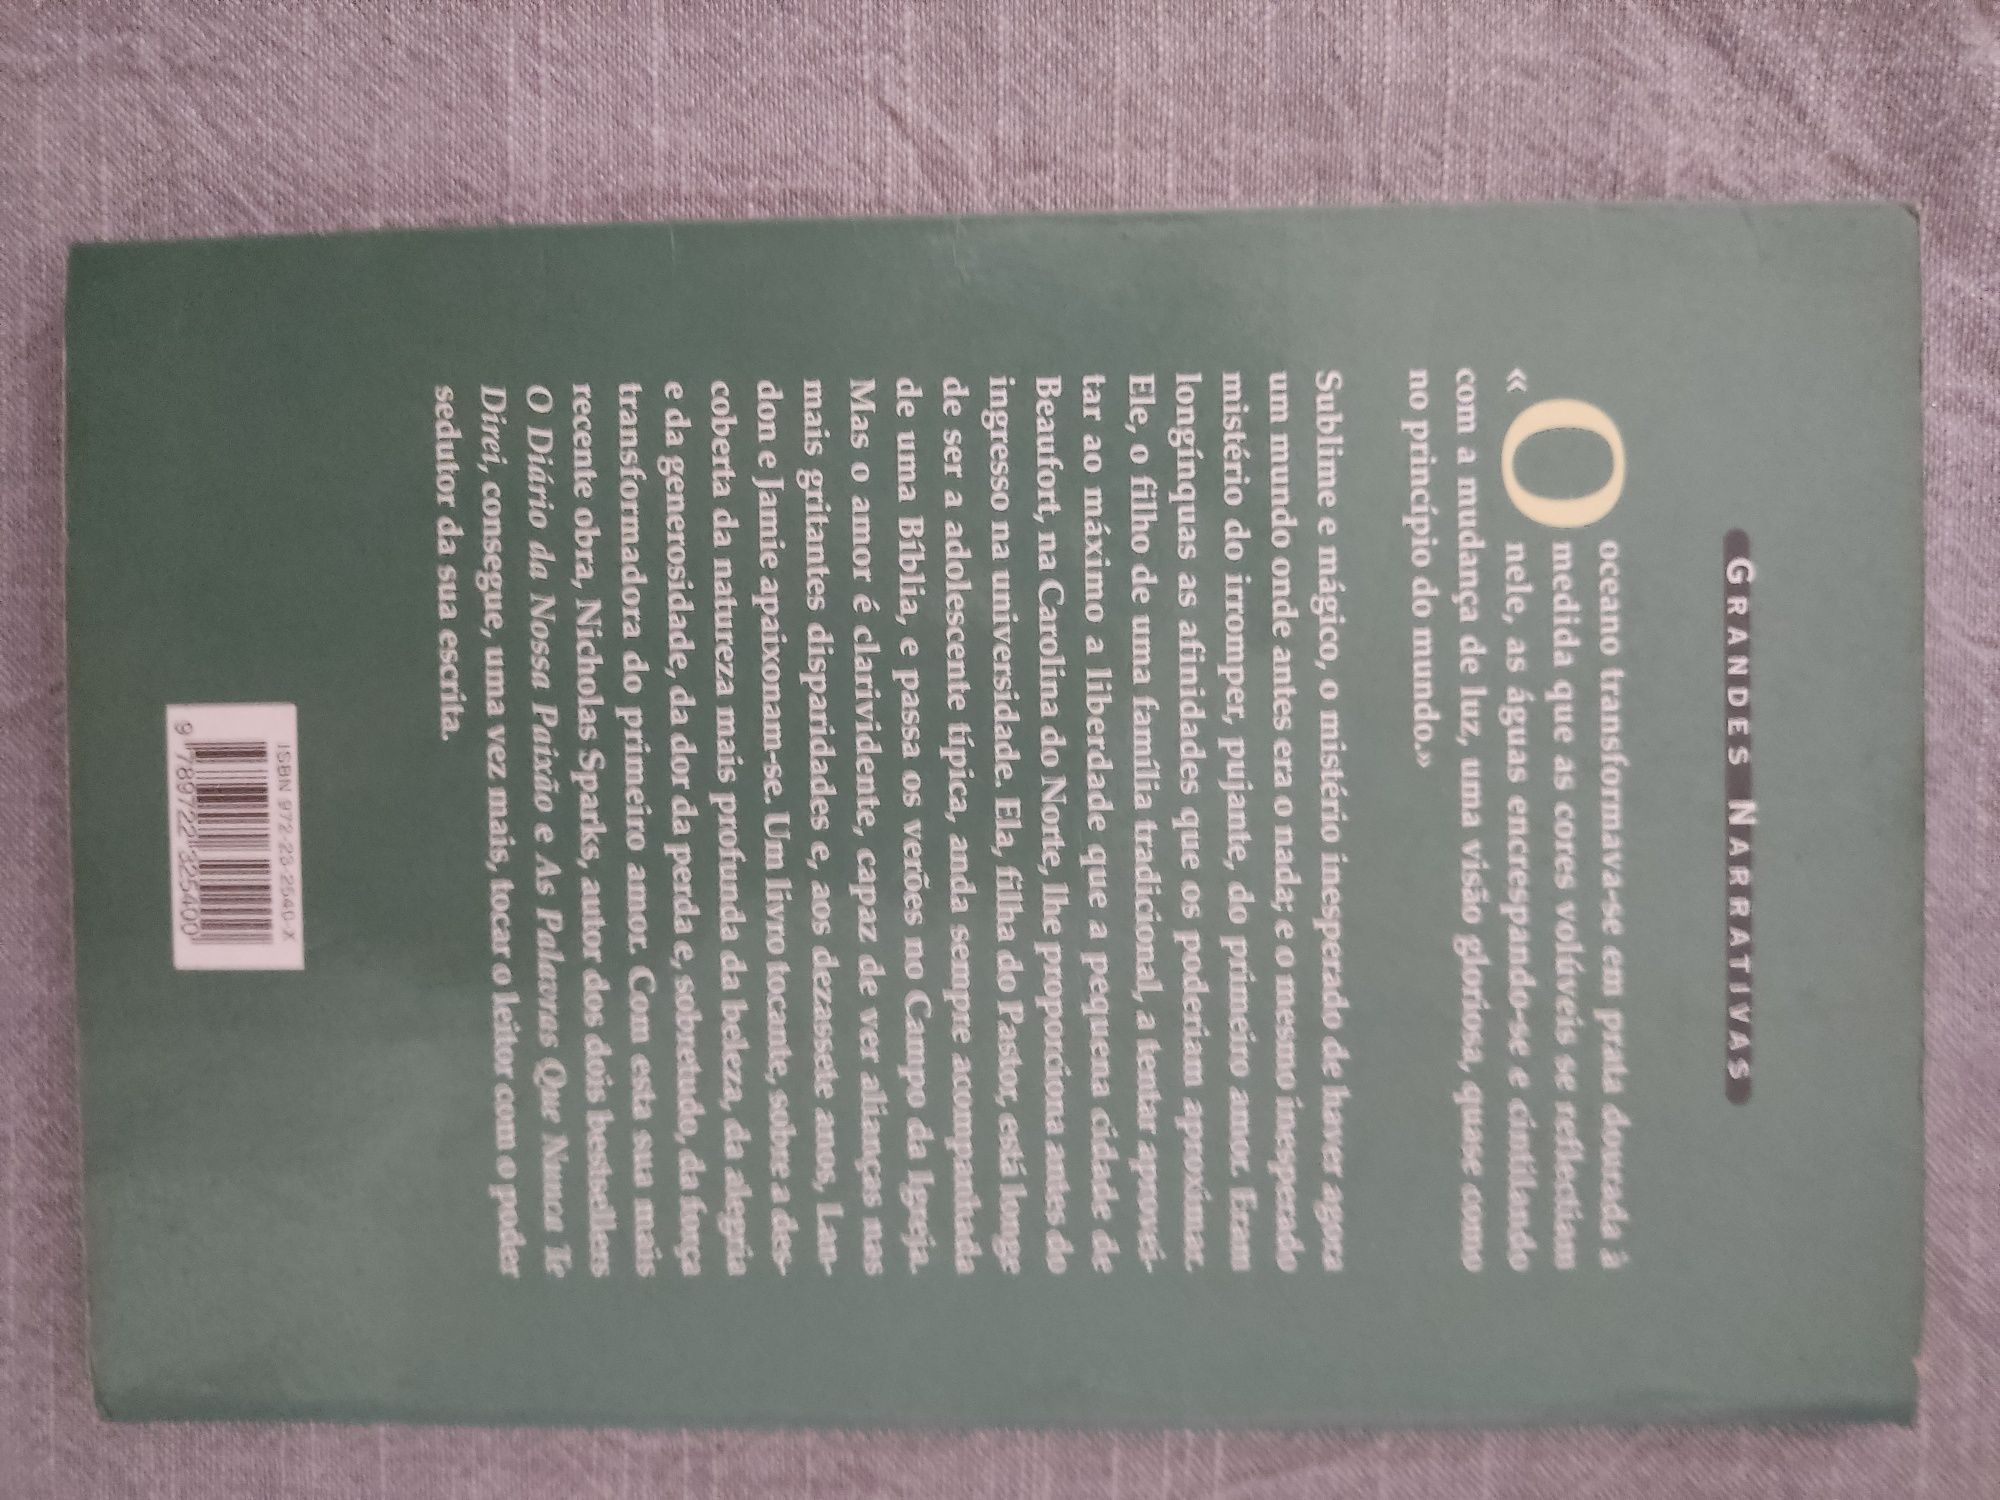 GRANDES NARRATIVAS
«O oceano transformava-se em prata dourada à
medida que as cores volúveis se reflectiam
nele, as águas encrespando-se e cintilando
com a mudança de luz, uma visão gloriosa, quase como
no princípio do mundo.»
Sublime e mágico, o mistério inesperado de haver agora
um mundo onde antes era o nada; e o mesmo inesperado
mistério do irromper, pujante, do primeiro amor. Eram
longínquas as afinidades que os poderiam aproximar.
Ele, o filho de uma família tradicional, a tentar aprovei-
tar ao máximo a liberdade que a pequena cidade de
Beaufort, na Carolina do Norte, lhe proporciona antes do
ingresso na universidade. Ela, filha do Pastor, está longe
de ser a adolescente típica, anda sempre acompanhada
de uma Bíblia, e passa os verões no Campo da Igreja.
Mas o amor é clarividente, capaz de ver alianças nas
mais gritantes disparidades e, aos dezassete anos, Lan-
don e Jamie apaixonam-se. Um livro tocante, sobre a des-
coberta da natureza mais profunda da beleza, da alegria
e da generosidade, da dor da perda e, sobretudo, da força
transformadora do primeiro amor. Com esta sua mais
recente obra, Nicholas Sparks, autor dos dois bestsellers
O Diário da Nossa Paixão e As Palavras Que Nunca Te
Direi, consegue, uma vez mais, tocar o leitor com o poder
sedutor da sua escrita.
ISBN 972-23-2540-X
9 789722 325400